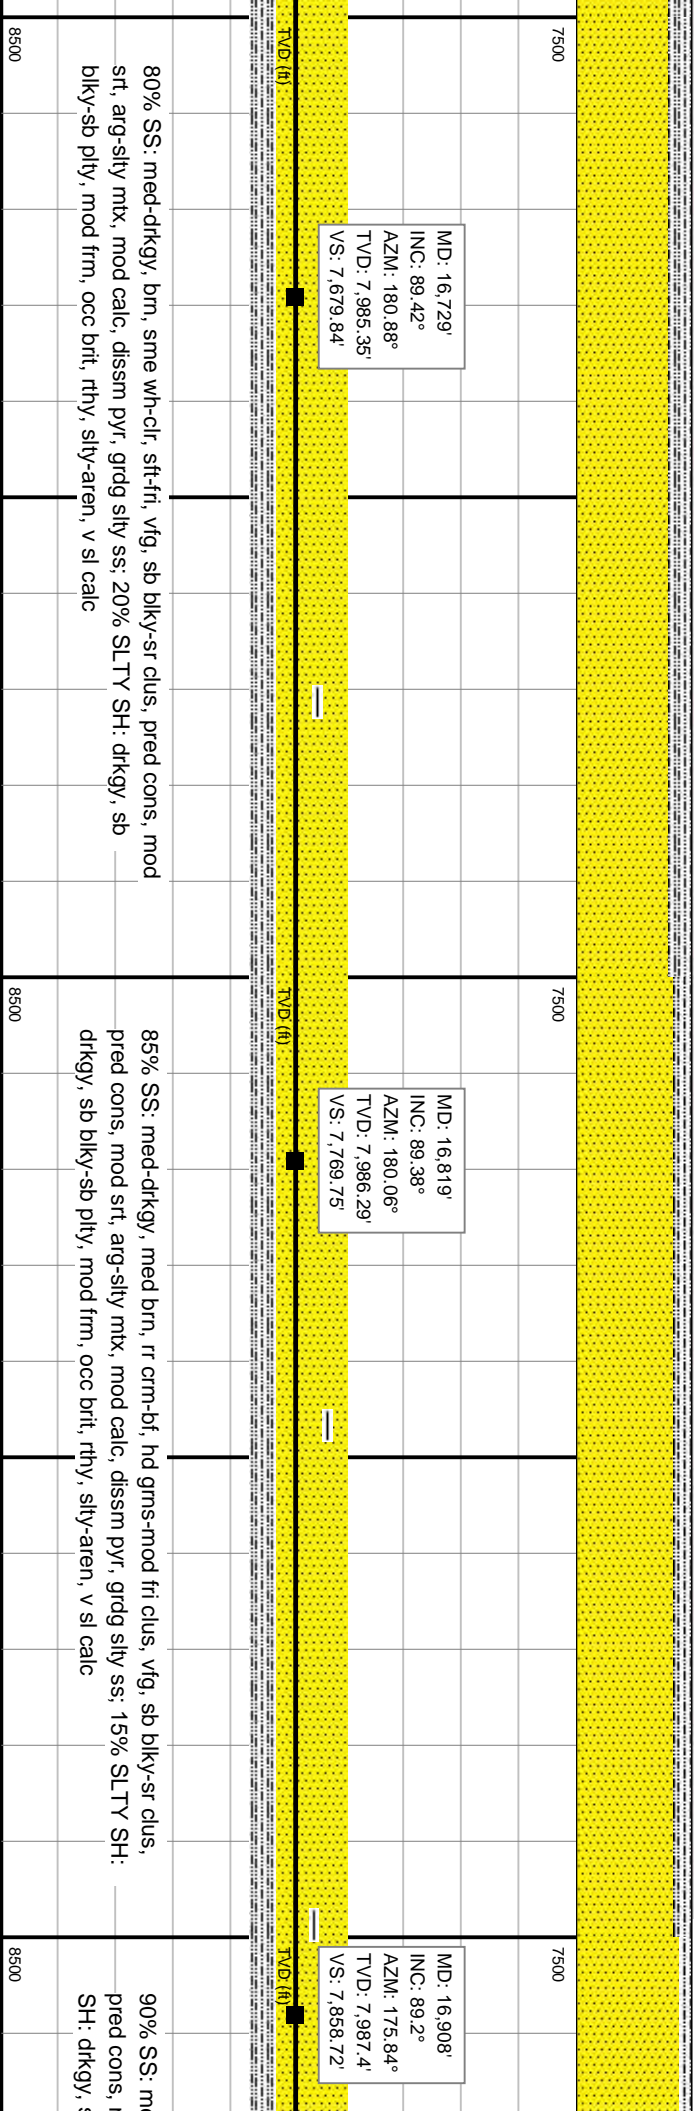 7500
8500
TVD (ft)
MD: 16,729'
INC: 89.42°
AZM: 180.88°
TVD: 7,985.35'
VS: 7,679.84'
80% SS: med-drkgy, brn, sme wh-clr, sft-fri, vfg, sb blky-sr clus, pred cons, mod
srt, arg-slty mtx, mod calc, dissm pyr, grdg slty ss; 20% SLTY SH: drkgy, sb
blky-sb plty, mod frm, occ brit, rthy, slty-aren, v sl calc
7500
8500
TVD (ft)
MD: 16,819'
INC: 89.38°
AZM: 180.06°
TVD: 7,986.29'
VS: 7,769.75'
85% SS: med-drkgy, med brn, rr crm-bf, hd grns-mod fri clus, vfg, sb blky-sr clus,
pred cons, mod srt, arg-slty mtx, mod calc, dissm pyr, grdg slty ss; 15% SLTY SH:
drkgy, sb blky-sb plty, mod frm, occ brit, rthy, slty-aren, v sl calc
7500
8500
TVD (ft)
MD: 16,908'
INC: 89.2°
AZM: 175.84°
TVD: 7,987.4'
VS: 7,858.72'
90% SS:
pred cons,
SH: drkgy,